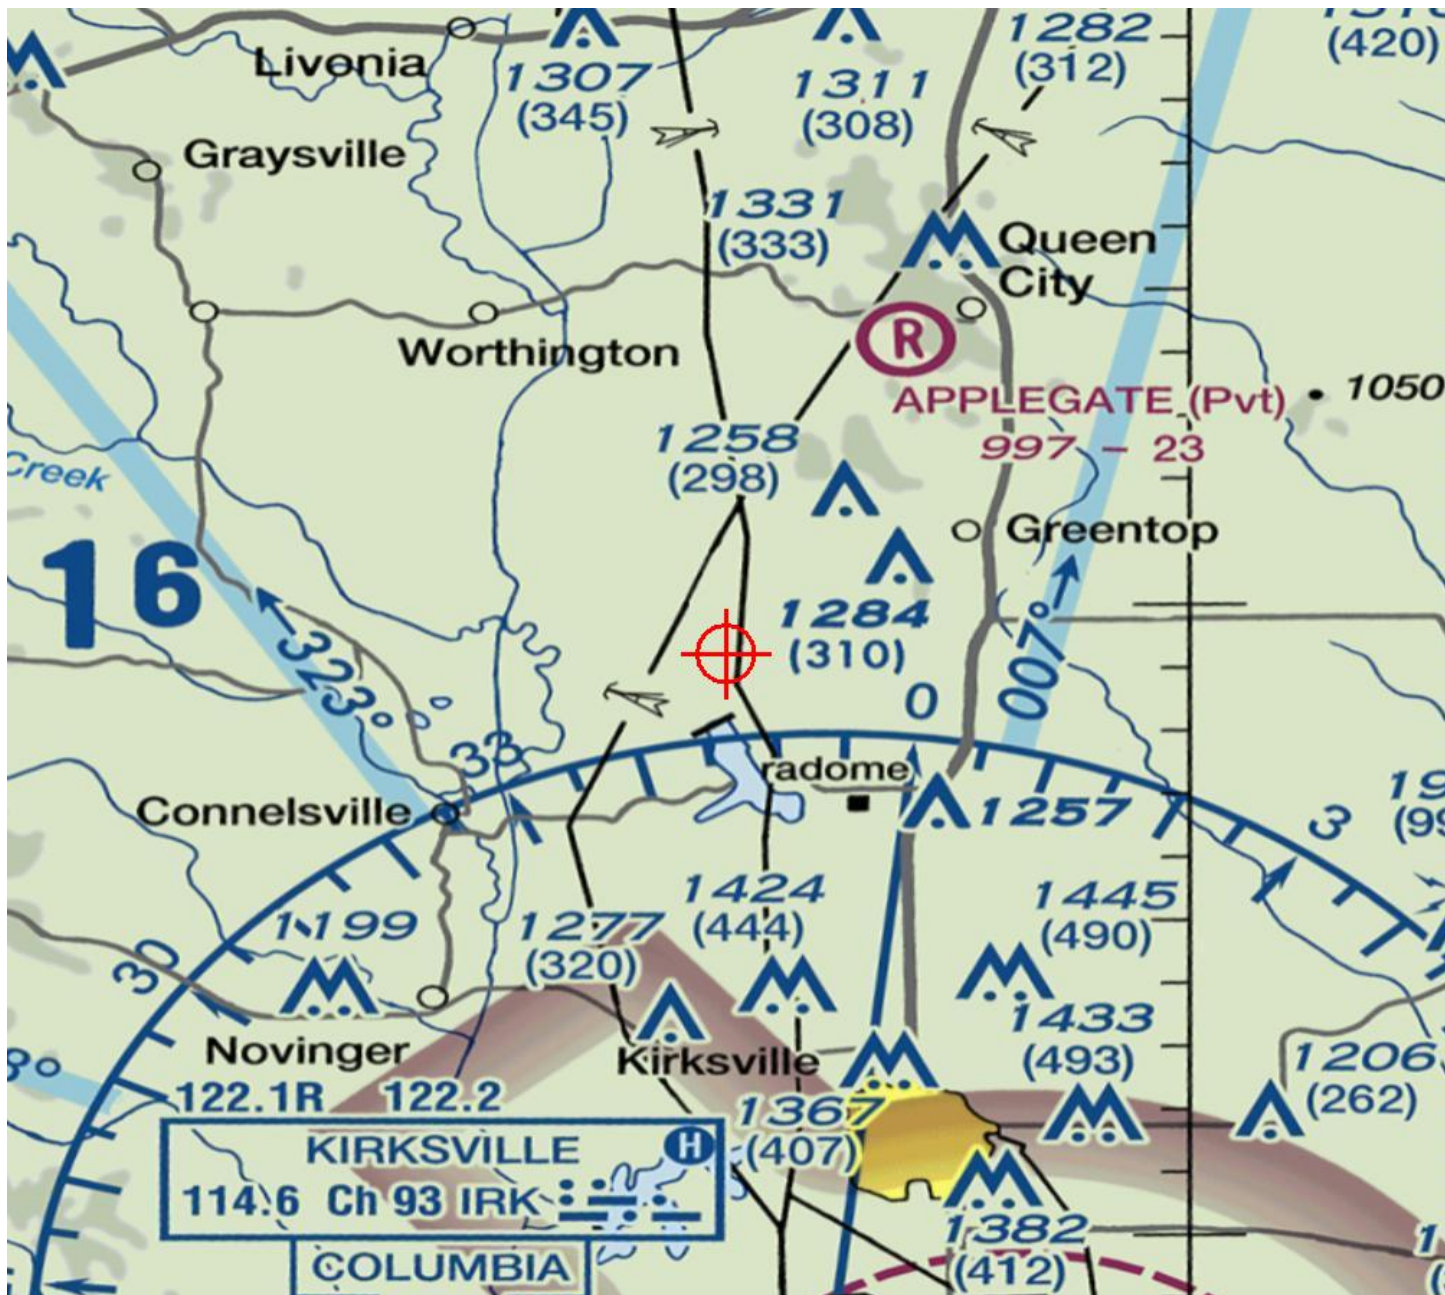 1282
(312)
(420)
Livonia
1307
(345)
1311
(308)
Graysville
1331
(333)
Queen
City
Worthington
R
APPLEGATE (Pvt)
997 - 23
1050
1258
(298)
Creek
Greentop
16
1284
(310)
323°
007°
0
33
radome
Connelsville
1257
3
1424
(444)
1445
(490)
1199
1277
(320)
30
1433
(493)
Novinger
Kirksville
1206
(262)
122.1R 122.2
1367
(407)
KIRKSVILLE H
114.6 Ch 93 IRK
1382
(412)
COLUMBIA